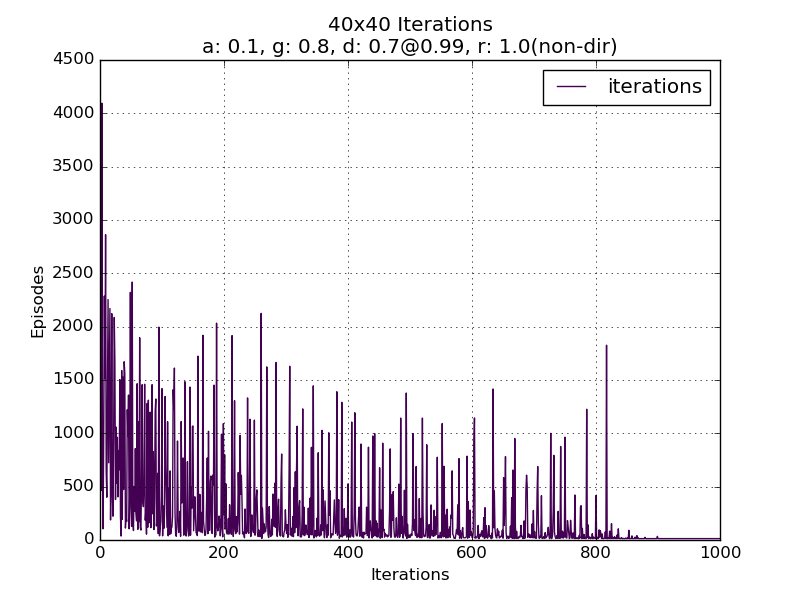 40x40 Iterations
a: 0.1, g: 0.8, d: 0.7@0.99, r: 1.0(non-dir)
iterations
4500
4000
3500
3000
2500
2000
1500
1000
500
0
Episodes
0 200 400 600 800 1000
Iterations